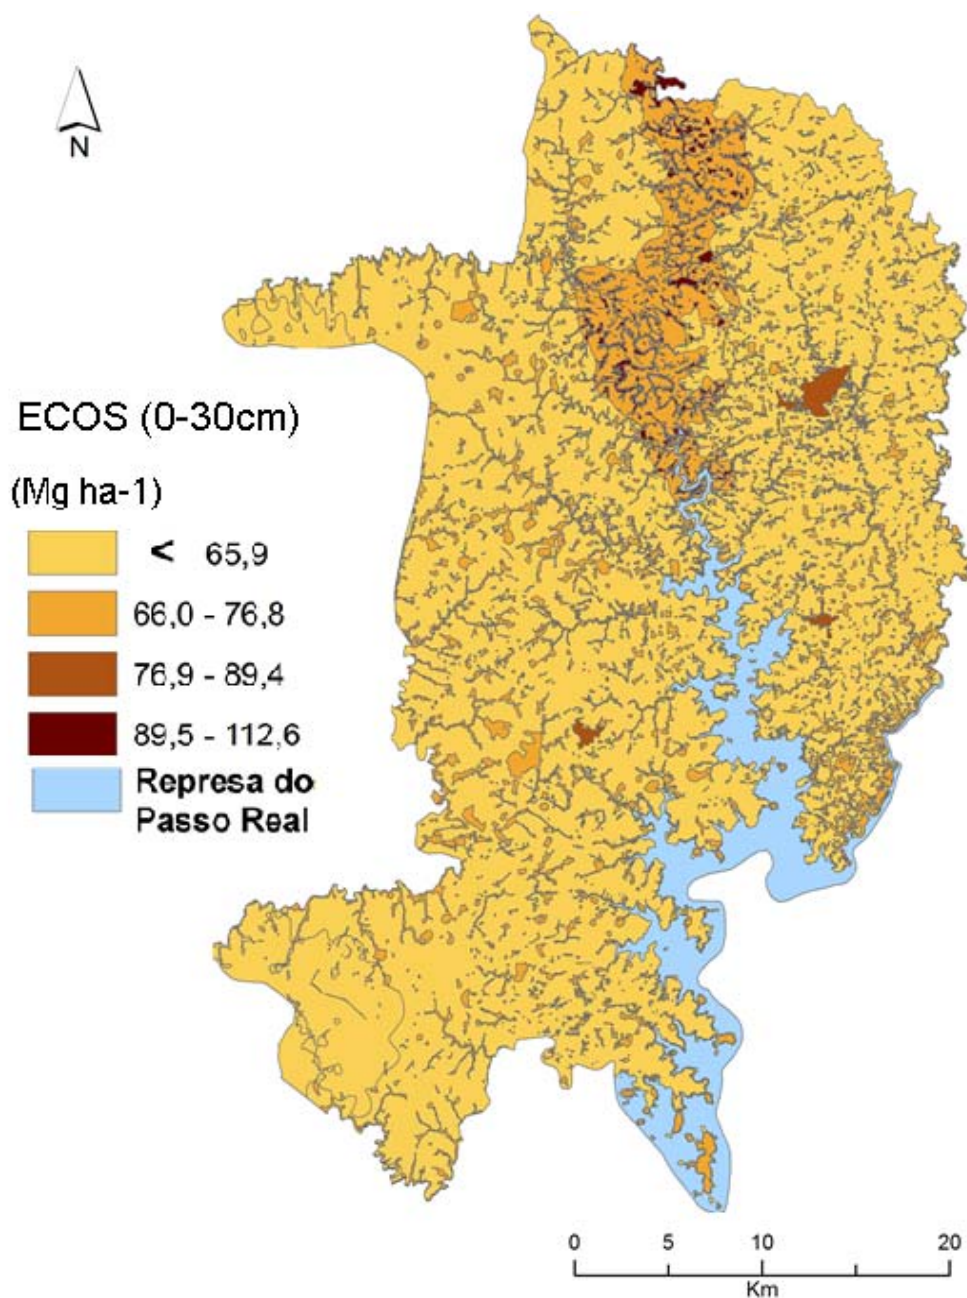 N
ECOS (0-30cm)
(Mg ha-1)
< 65,9
66,0 - 76,8
76,9 - 89,4
89,5 - 112,6
Represa do
Passo Real
0 5 10 20
Km